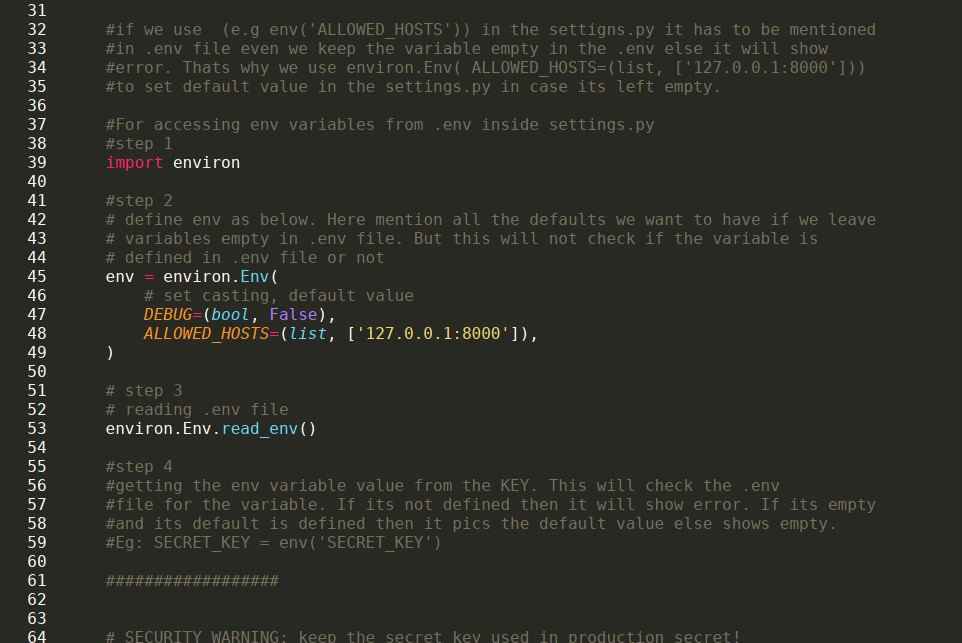 31
32 #if we use  (e.g env('ALLOWED_HOSTS')) in the settigns.py it has to be mentioned
33 #in .env file even we keep the variable empty in the .env else it will show
34 #error. Thats why we use environ.Env( ALLOWED_HOSTS=(list, ['127.0.0.1:8000']))
35 #to set default value in the settings.py in case its left empty.
36
37 #For accessing env variables from .env inside settings.py
38 #step 1
39 import environ
40
41 #step 2
42 # define env as below. Here mention all the defaults we want to have if we leave
43 # variables empty in .env file. But this will not check if the variable is
44 # defined in .env file or not
45 env = environ.Env(
46     # set casting, default value
47     DEBUG=(bool, False),
48     ALLOWED_HOSTS=(list, ['127.0.0.1:8000']),
49 )
50
51 # step 3
52 # reading .env file
53 environ.Env.read_env()
54
55 #step 4
56 #getting the env variable value from the KEY. This will check the .env
57 #file for the variable. If its not defined then it will show error. If its empty
58 #and its default is defined then it pics the default value else shows empty.
59 #Eg: SECRET_KEY = env('SECRET_KEY')
60
61 ##################
62
63
64 # SECURITY WARNING: keep the secret key used in production secret!